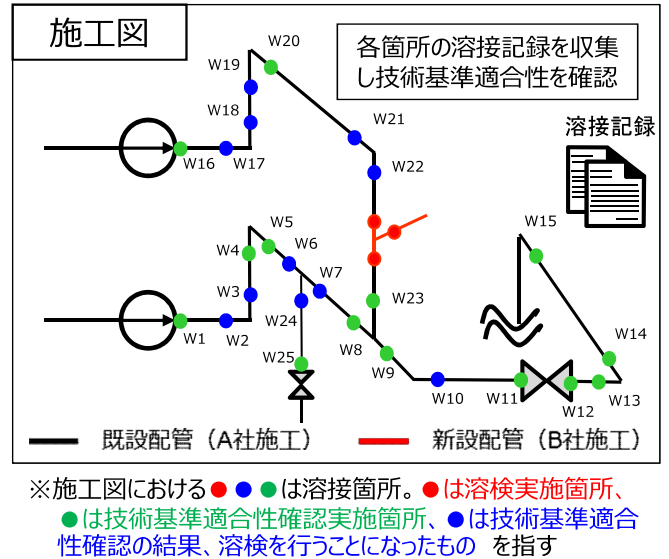 施工図
各箇所の溶接記録を収集
し技術基準適合性を確認
溶接記録
W20
W19
W18
W21
W16
W17
W22
W15
W5
W4
W6
W7
W3
W23
W24
W1
W2
W14
W8
W25
W9
W10
W11
W12
W13
既設配管（A社施工）
新設配管（B社施工）
※施工図における●●●は溶接箇所。●は溶検実施箇所、
●は技術基準適合性確認実施箇所、●は技術基準適合
性確認の結果、溶検を行うことになったもの　を指す